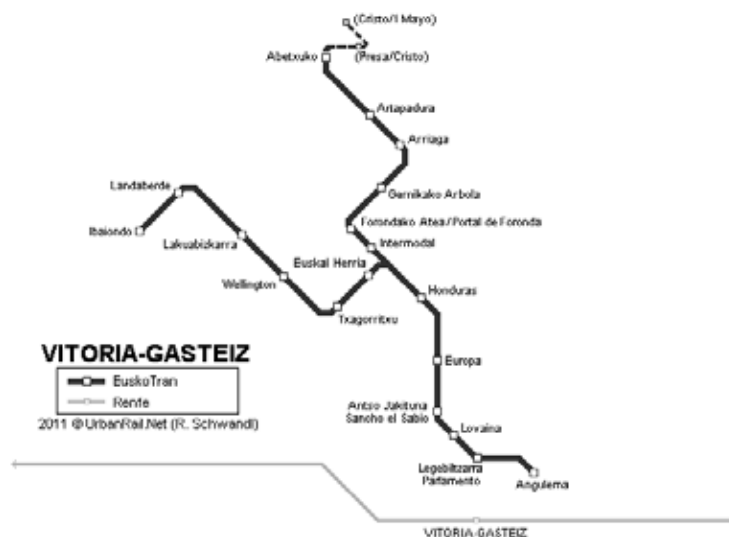 (Cristo/1 Mayo)
Abetxuko
(Presa/Cristo)
Artapadura
Arriaga
Landaberde
Gernikako Arbola
Ibaiondo
Forondako Atea/Portal de Foronda
Lakuabizkarra
Intermodal
Euskal Herria
Wellington
Honduras
Txagorritxu
VITORIA-GASTEIZ
EuskoTran
Renfe
2011 @UrbanRail.Net (R. Schwandl)
Europa
Antso Jakituna
Sancho el Sabio
Lovaina
Legebiltzarra
Parlamento
Angulema
VITORIA-GASTEIZ